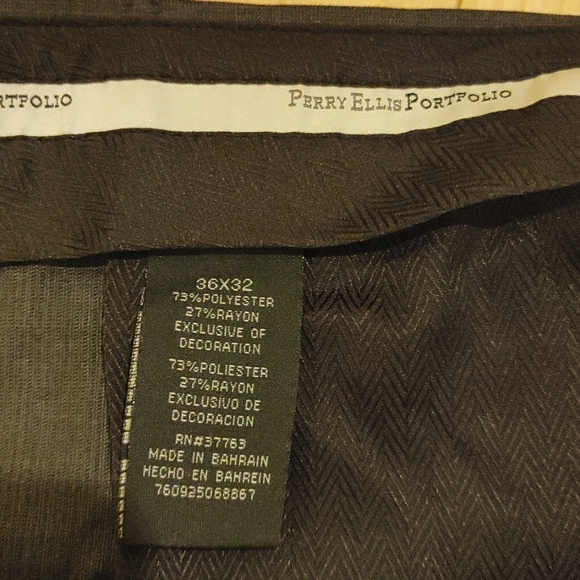 RTFOLIO
PERRY ELLIS PORTFOLIO
36X32
73%POLYESTER
27%RAYON
EXCLUSIVE OF
DECORATION
73%POLIESTER
27%RAYON
EXCLUSIVO DE
DECORACION
RN#37763
MADE IN BAHRAIN
HECHO EN BAHREIN
760925068867